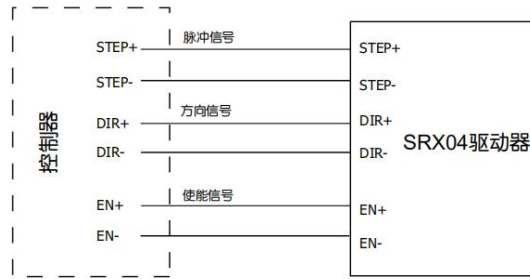 控制器
STEP+
脉冲信号
STEP+
STEP-
STEP-
DIR+
方向信号
DIR+
DIR-
DIR-
SRX04驱动器
EN+
使能信号
EN+
EN-
EN-